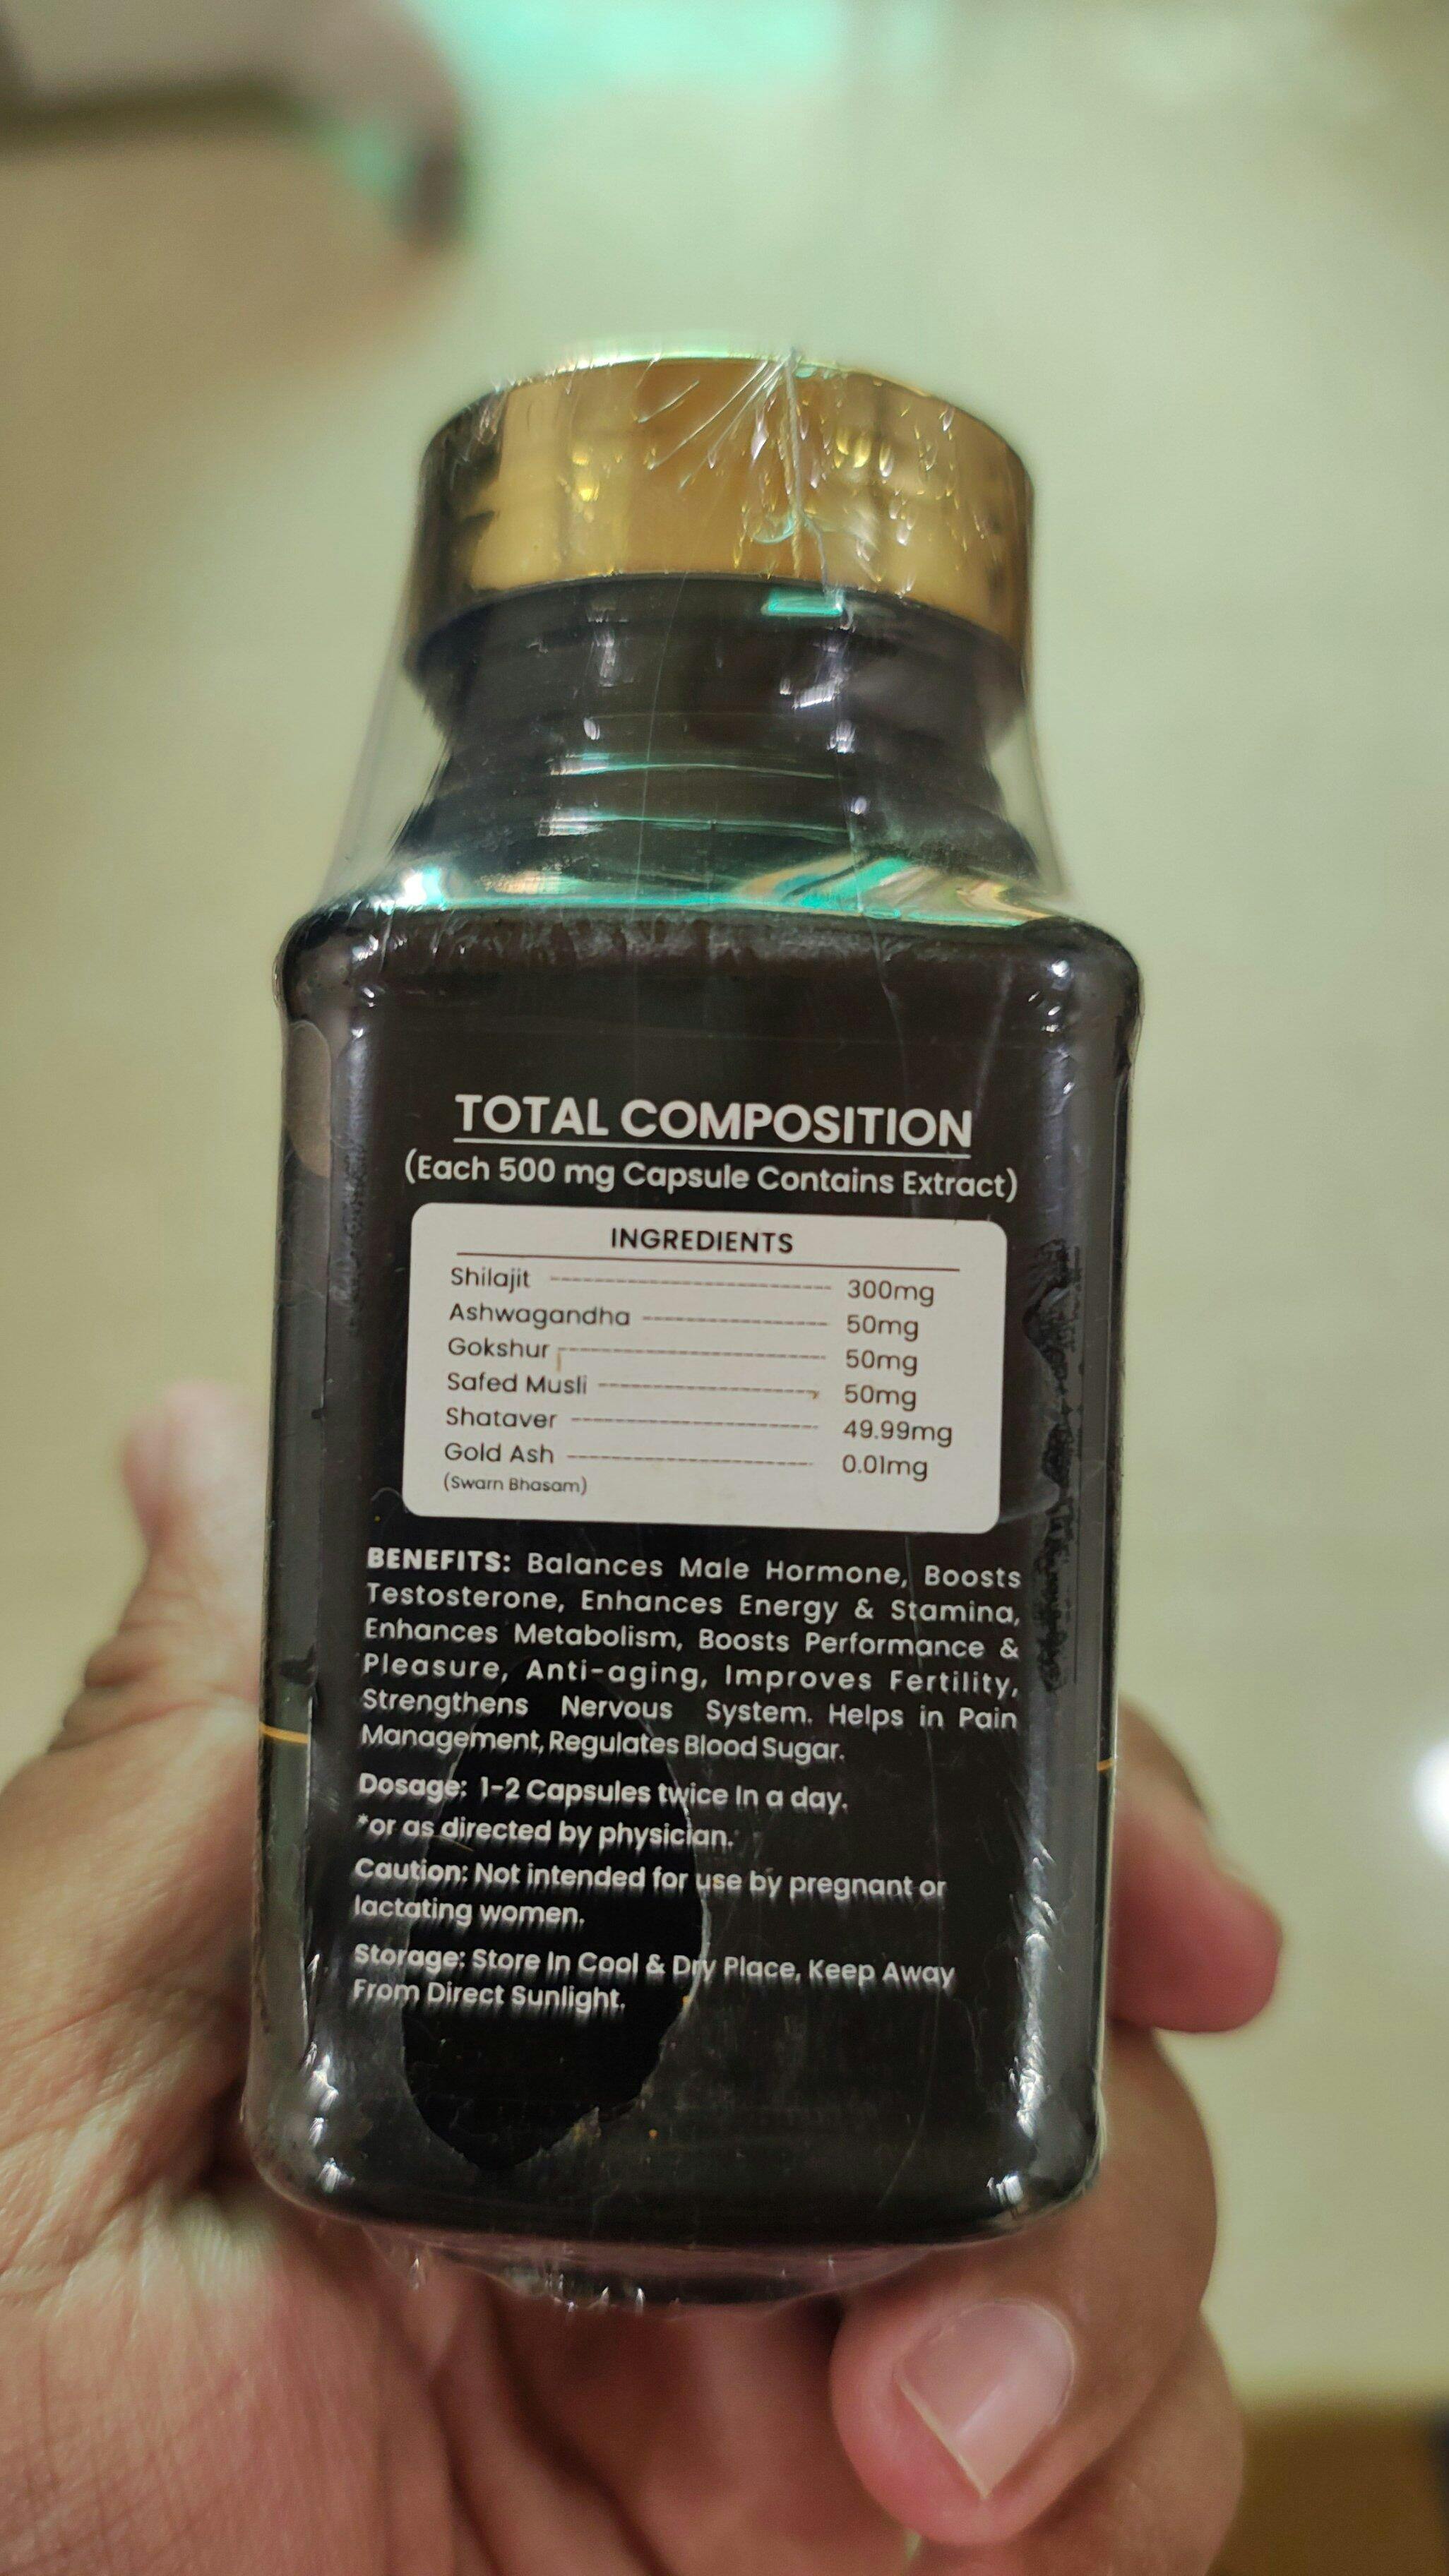 TOTAL COMPOSITION
(Each 500 mg Capsule Contains Extract)
INGREDIENTS
Shilajit ---------- 300mg
Ashwagandha ---------- 50mg
Gokshur ---------- 50mg
Safed Musli ---------- 50mg
Shataver ---------- 49.99mg
Gold Ash ---------- 0.01mg
(Swarn Bhasam)
BENEFITS: Balances Male Hormone, Boosts
Testosterone, Enhances Energy & Stamina,
Enhances Metabolism, Boosts Performance &
Pleasure, Anti-aging, Improves Fertility,
Strengthens Nervous System. Helps in Pain
Management, Regulates Blood Sugar.
Dosage: 1-2 Capsules twice In a day.
*or as directed by physician.
Caution: Not intended for use by pregnant or
lactating women.
Storage: Store In Cool & Dry Place, Keep Away
From Direct Sunlight.